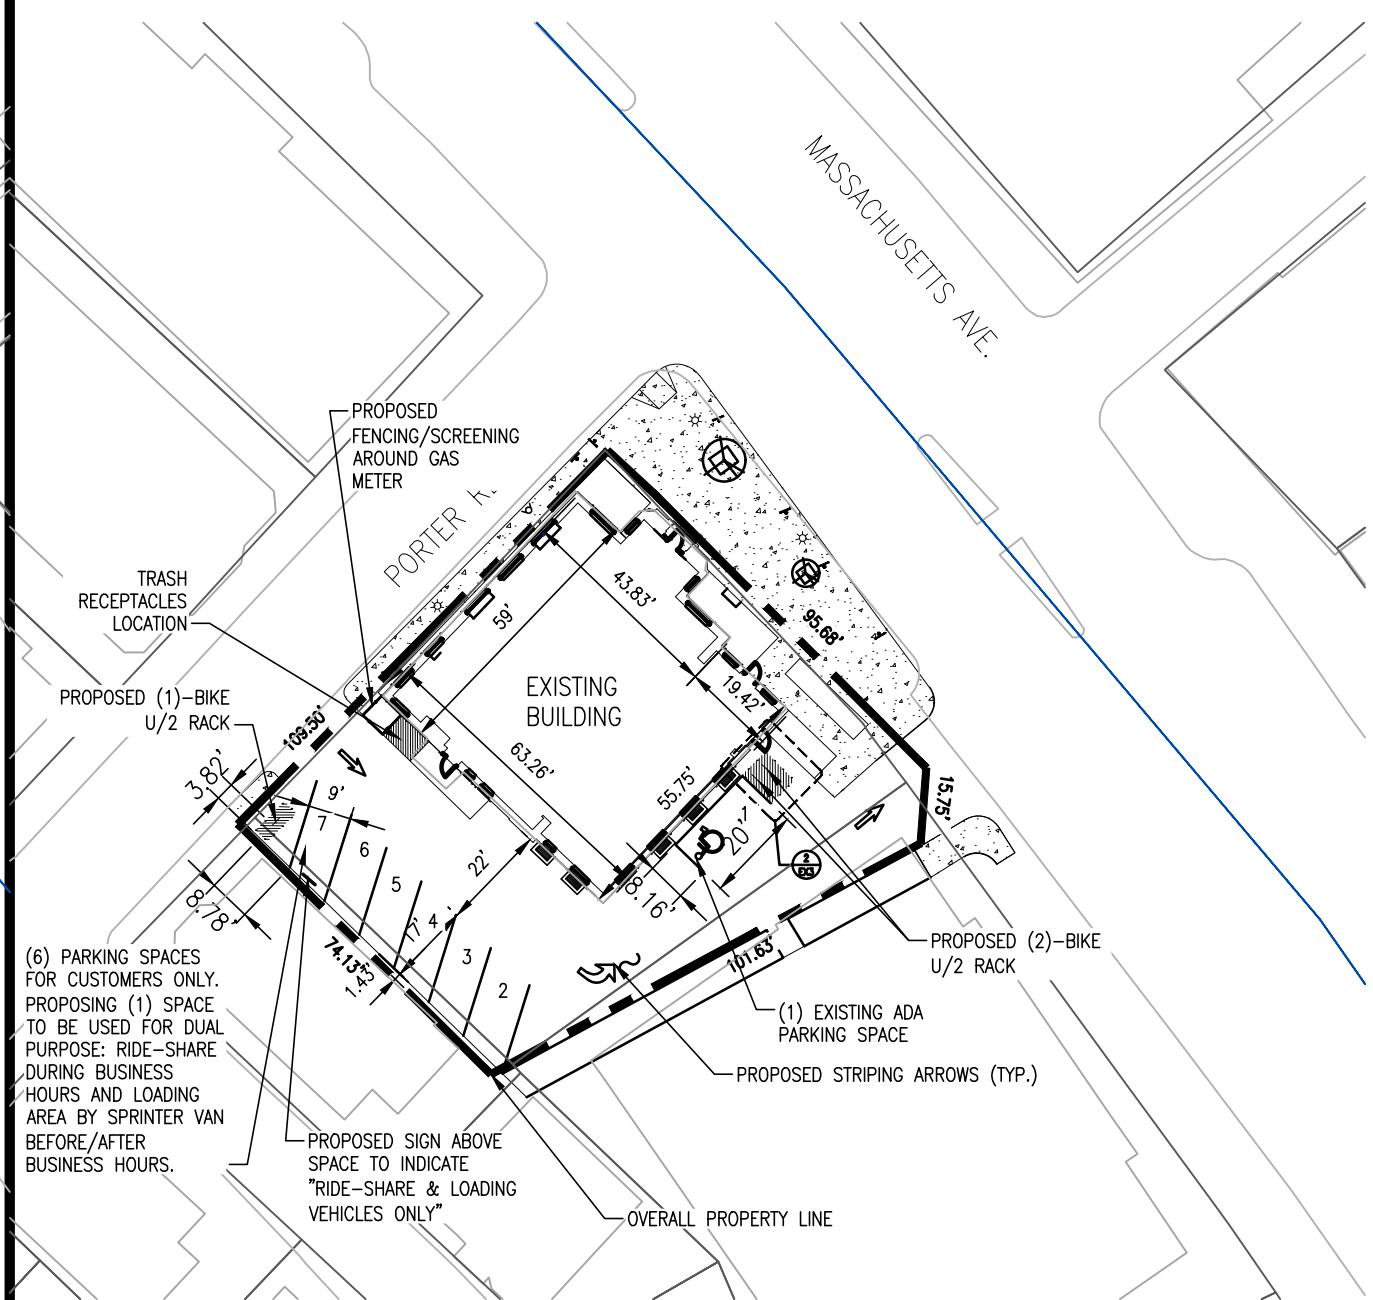 MASSACHUSETTS AVE.
PROPOSED
FENCING/SCREENING
AROUND GAS
METER
PORTER
TRASH
RECEPTACLES
LOCATION
PROPOSED (1)-BIKE
U/2 RACK
59'
43.83'
95.68'
EXISTING
BUILDING
19.42'
109.50'
63.26'
55.75'
3.82'
9'
15.75'
7
6
5
4
3
2
22'
20'
17'
8.16'
8.78'
2
EX3
74.13'
101.63'
PROPOSED (2)-BIKE
U/2 RACK
(6) PARKING SPACES
FOR CUSTOMERS ONLY.
PROPOSING (1) SPACE
TO BE USED FOR DUAL
PURPOSE: RIDE-SHARE
DURING BUSINESS
HOURS AND LOADING
AREA BY SPRINTER VAN
BEFORE/AFTER
BUSINESS HOURS.
(1) EXISTING ADA
PARKING SPACE
PROPOSED STRIPING ARROWS (TYP.)
PROPOSED SIGN ABOVE
SPACE TO INDICATE
"RIDE-SHARE & LOADING
VEHICLES ONLY"
OVERALL PROPERTY LINE